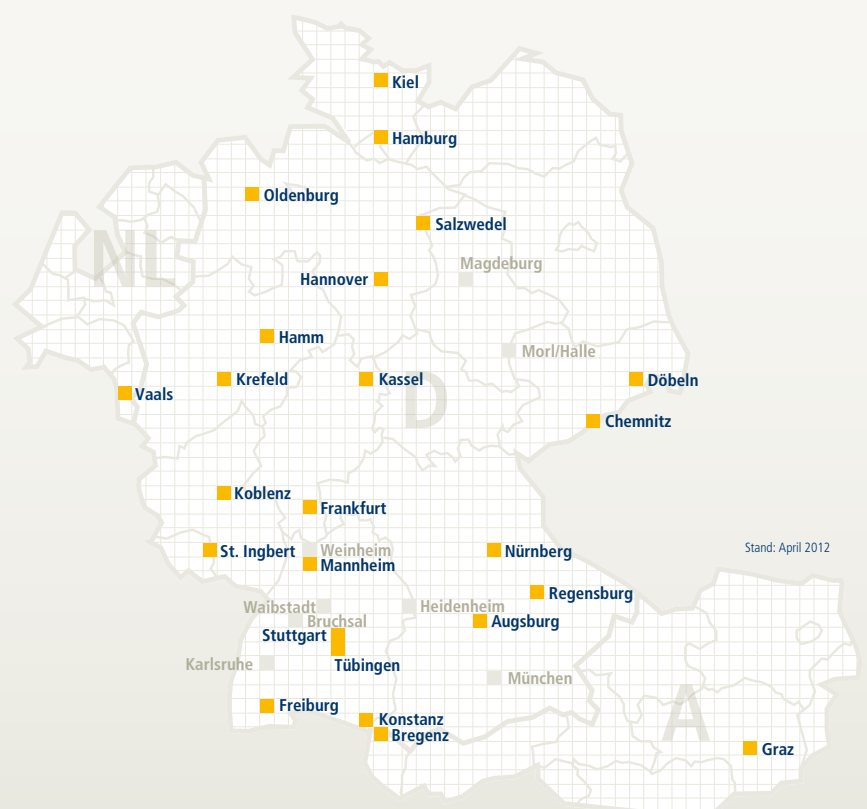 Kiel
Hamburg
Oldenburg
Salzwedel
NL
Magdeburg
Hannover
Hamm
Morl/Halle
Krefeld
Kassel
Döbeln
Vaals
D
Chemnitz
Koblenz
Frankfurt
St. Ingbert
Weinheim
Nürnberg
Stand: April 2012
Mannheim
Regensburg
Waibstadt
Heidenheim
Bruchsal
Augsburg
Stuttgart
Tübingen
Karlsruhe
München
Freiburg
A
Konstanz
Bregenz
Graz